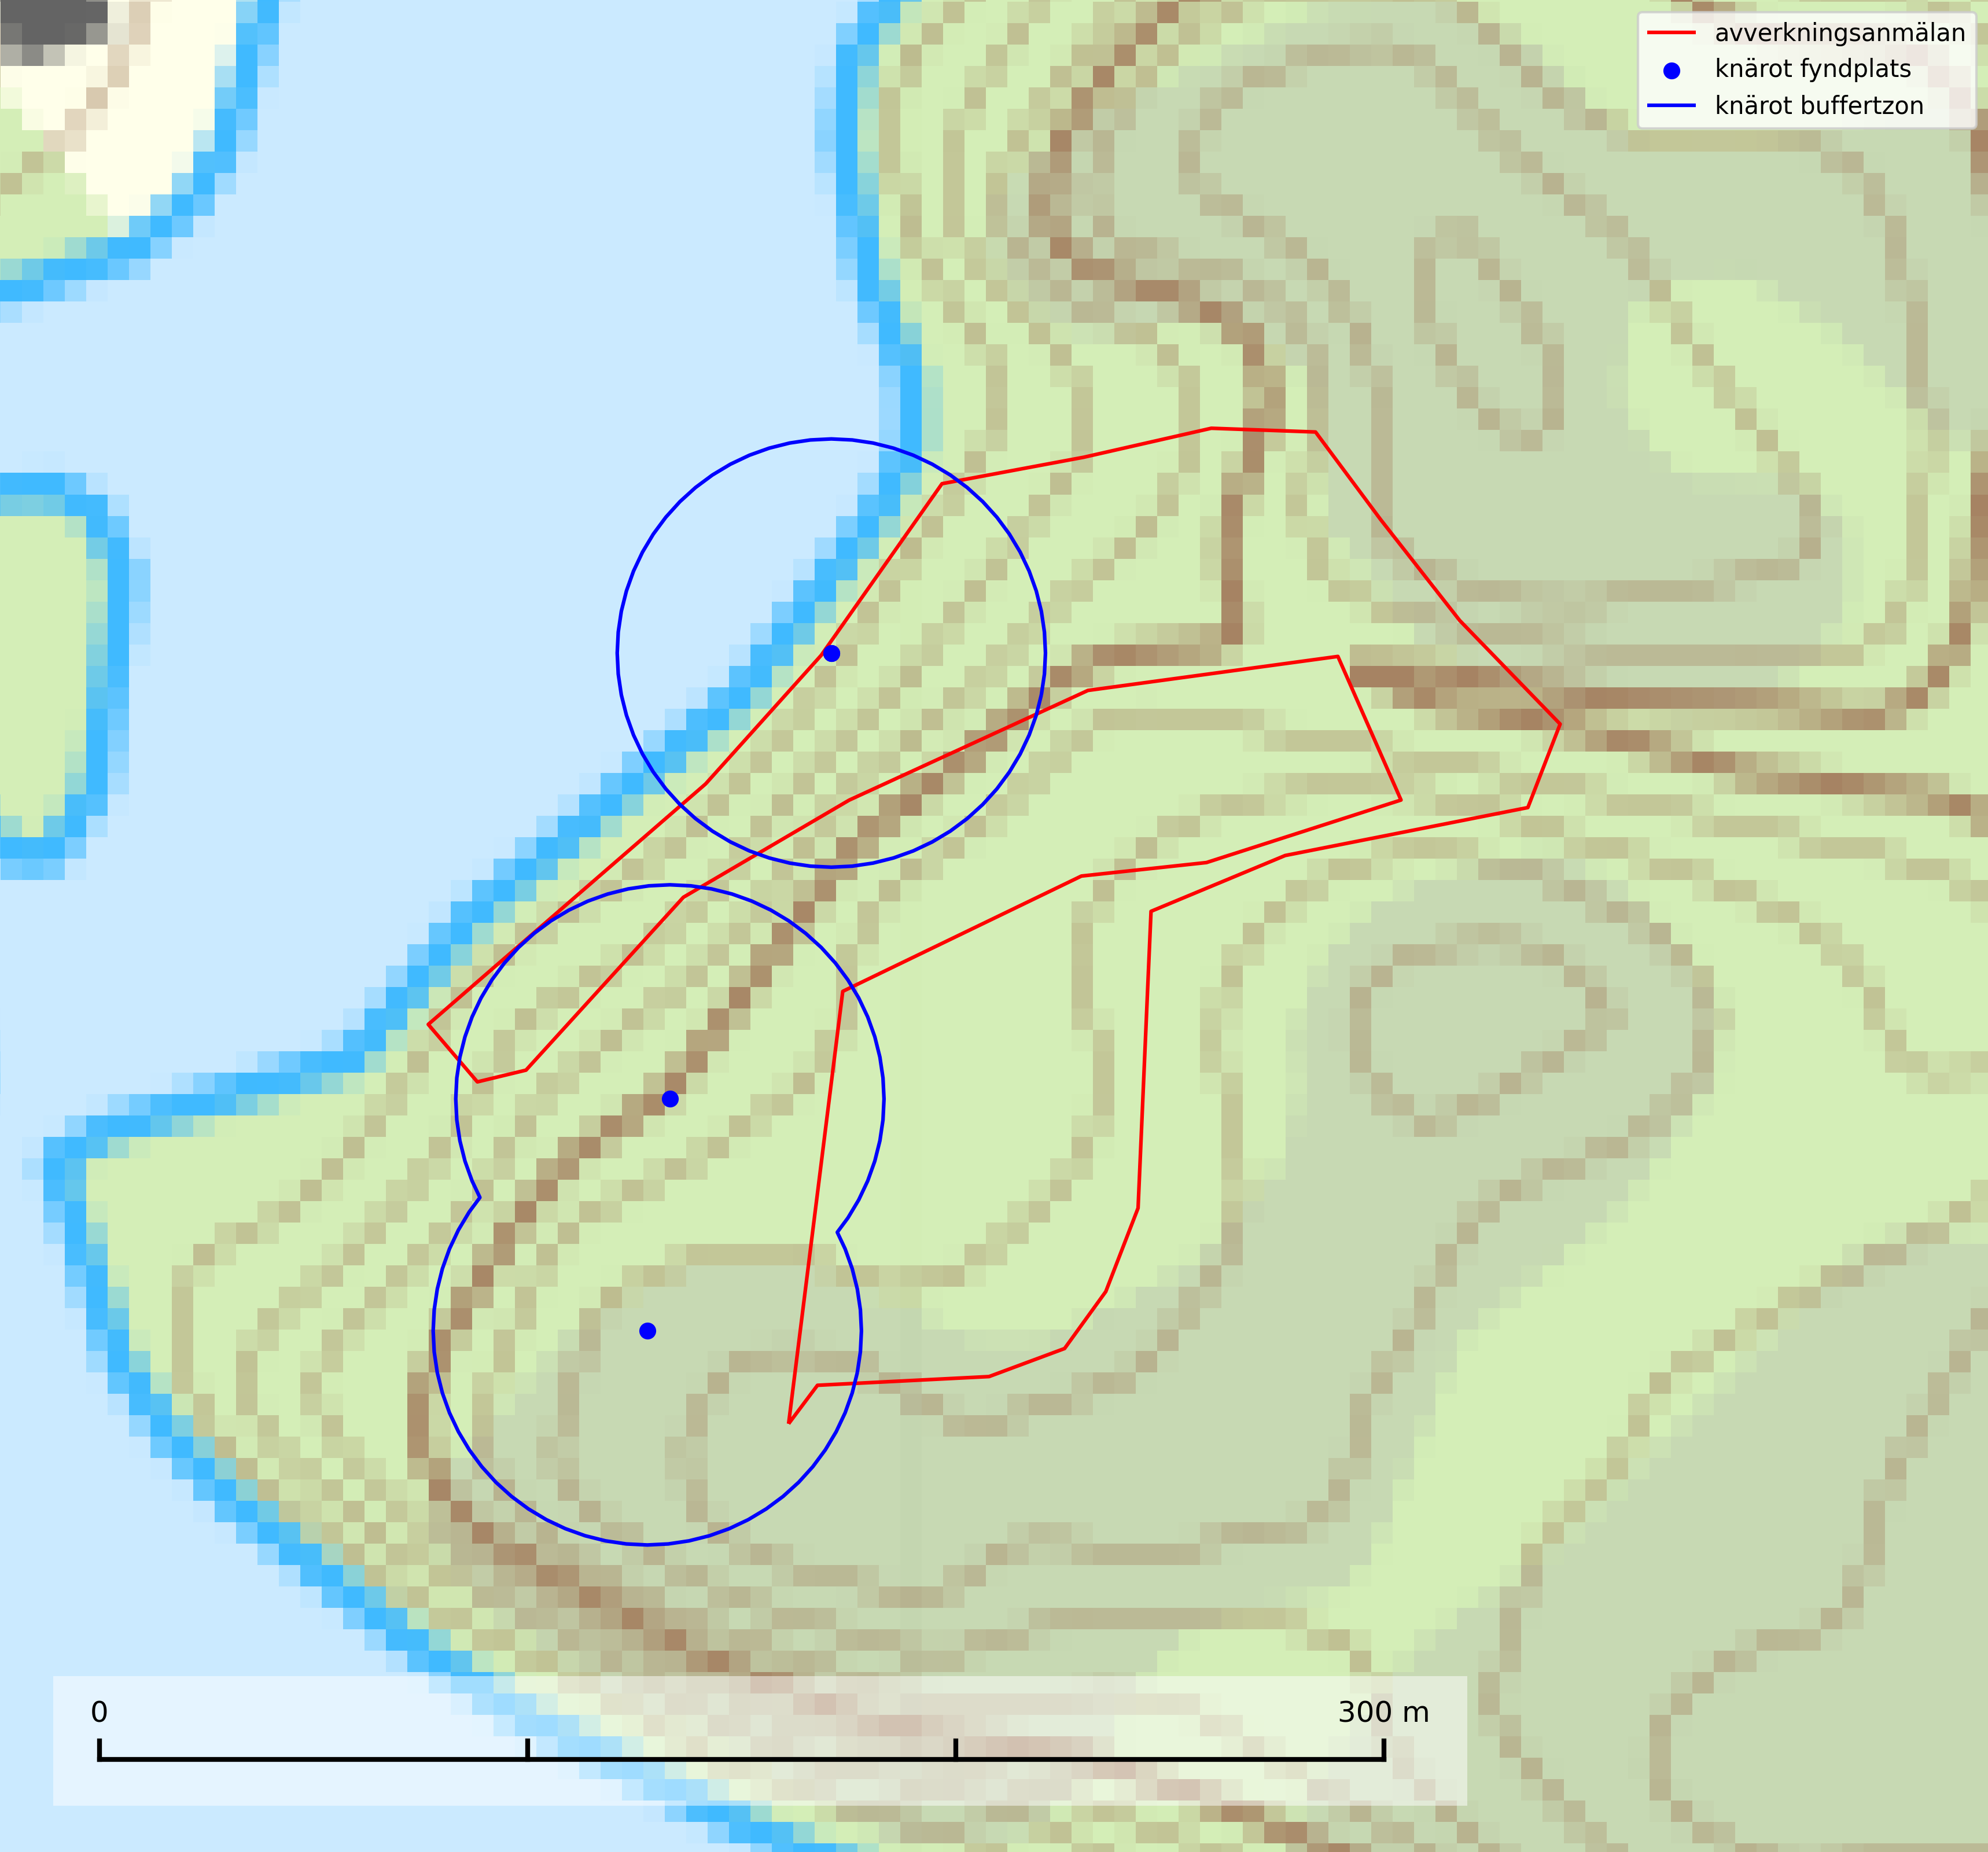 avverkningsanmälan
knärot fyndplats
knärot buffertzon
0
300 m